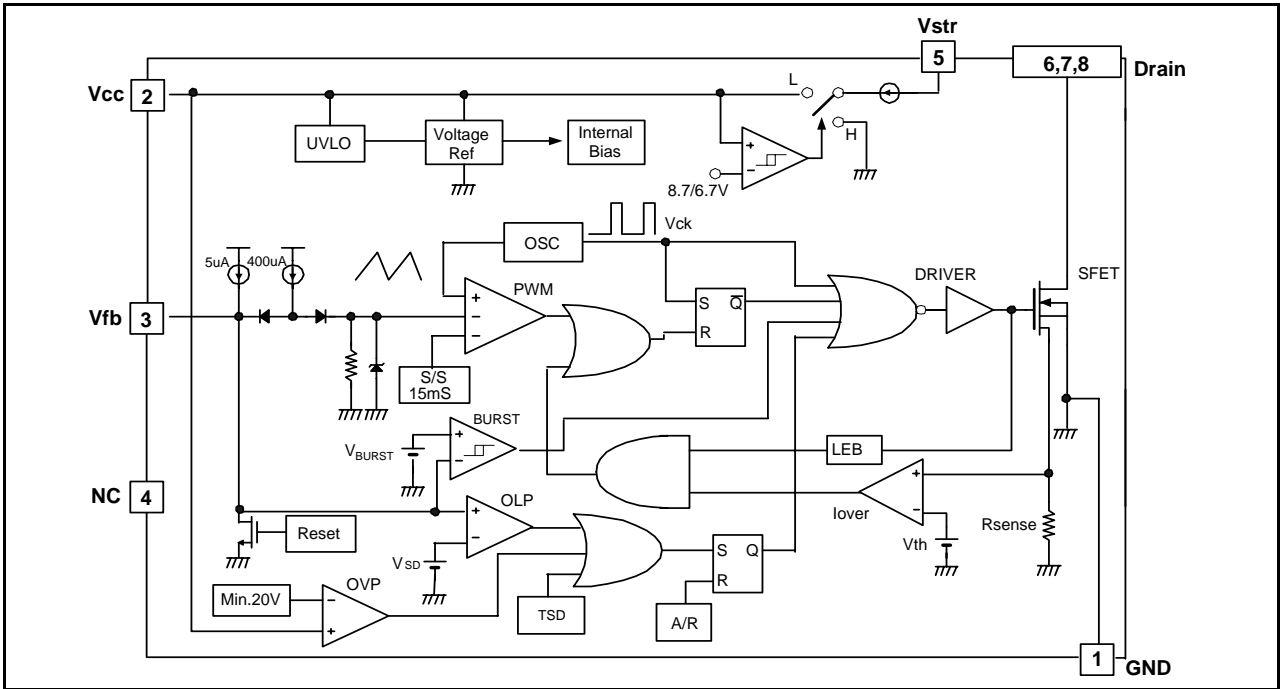 Vstr
5
6,7,8
Drain
Vcc
2
L
H
UVLO
Voltage
Ref
Internal
Bias
+
−
8.7/6.7V
Vck
OSC
5uA
400uA
DRIVER
SFET
PWM
Vfb
3
+
−
−
S
Q
R
S/S
15mS
BURST
VBURST
+
−
LEB
NC
4
OLP
+
−
Iover
+
−
Rsense
Reset
Vth
VSD
S
Q
R
OVP
Min.20V
−
+
TSD
A/R
1
GND